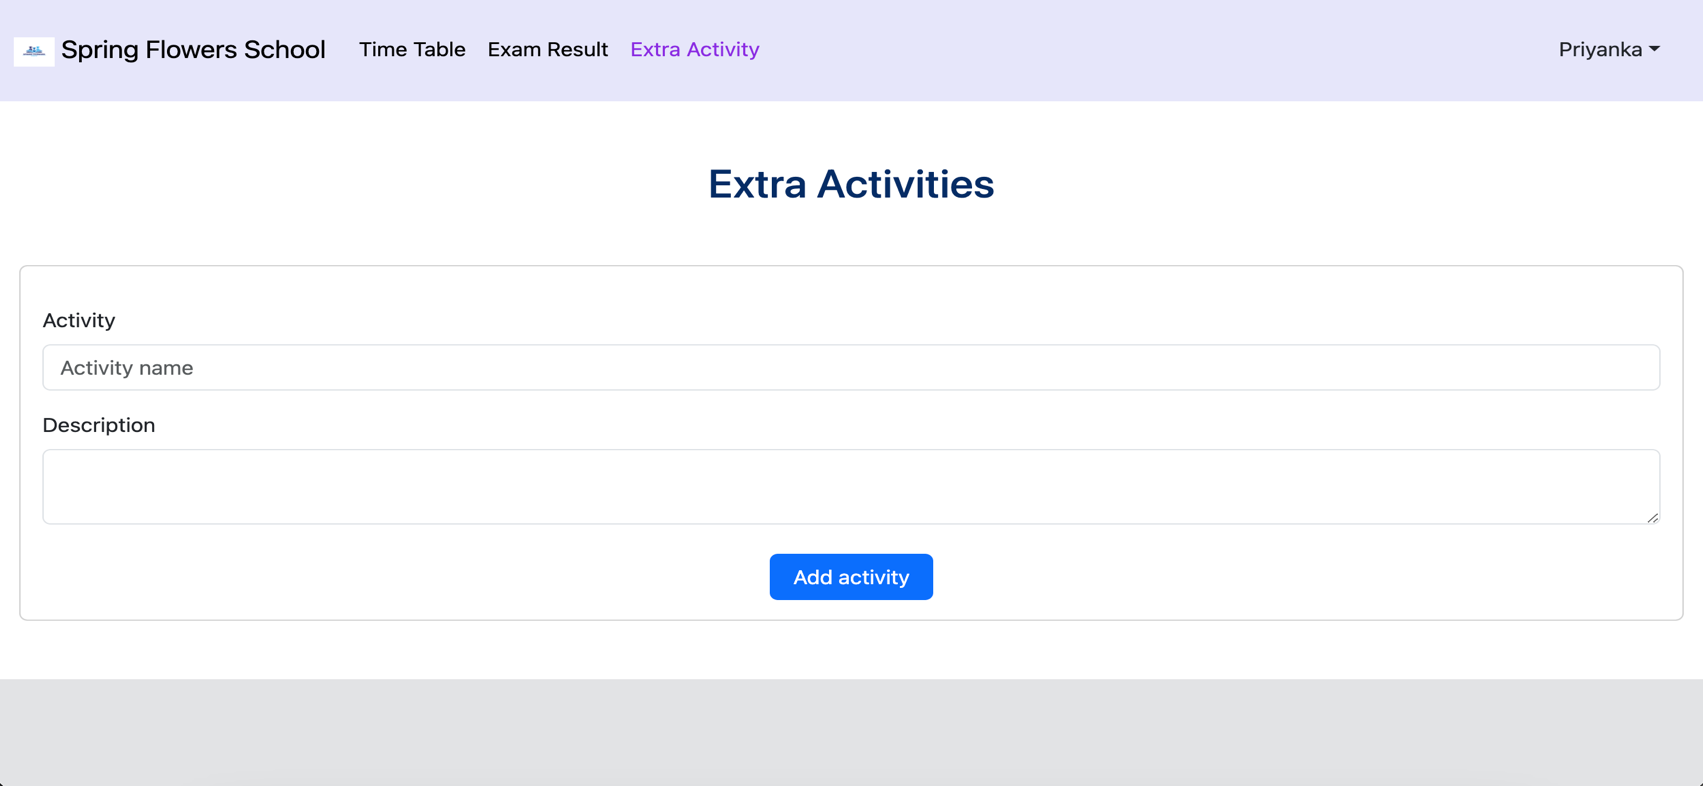 Spring Flowers School Time Table Exam Result Extra Activity Priyanka
Extra Activities
Activity
Activity name
Description
Add activity